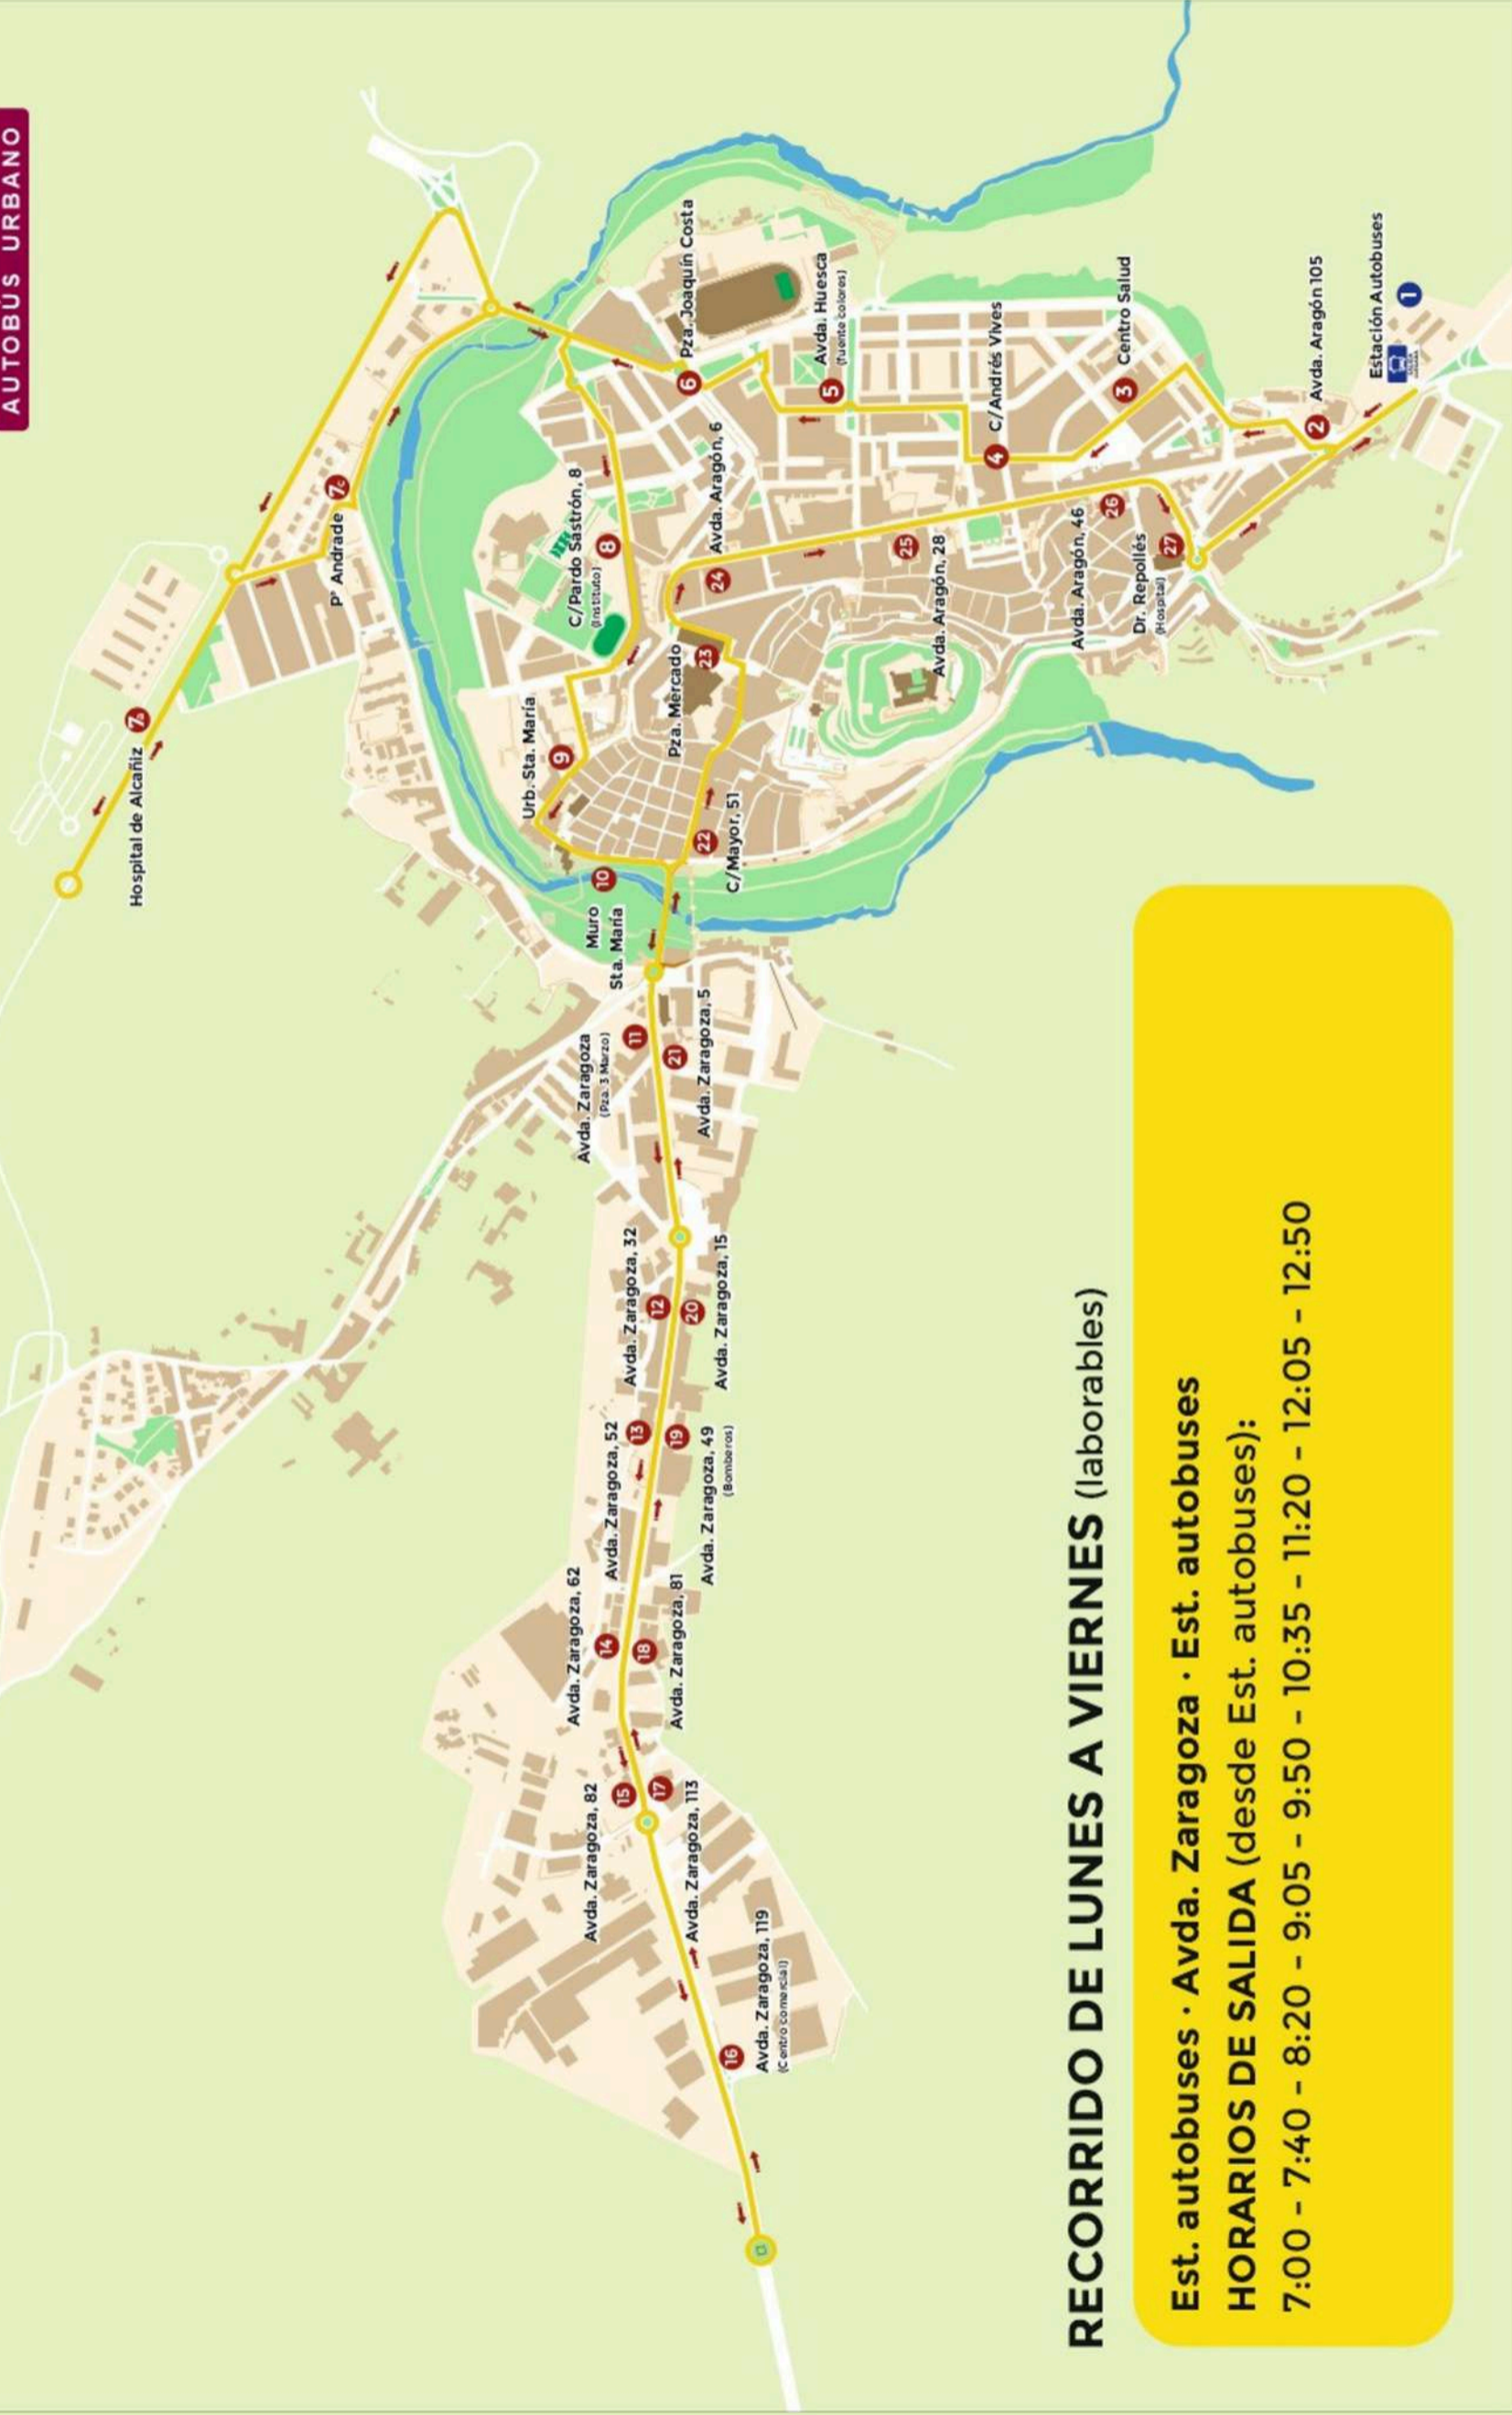 AUTOBÚS URBANO
Hospital de Alcañiz
7a
Pº Andrade
7c
Estación Autobuses
1
Avda. Aragón 105
2
Centro Salud
3
C/Andrés Vives
4
Avda. Huesca
(fuente colores)
5
Pza. Joaquín Costa
6
C/Pardo Sastrón, 8
(Instituto)
8
Urb. Sta. María
9
Muro
Sta. María
10
Avda. Zaragoza
(Pza. 3 Marzo)
11
Avda. Zaragoza, 32
12
Avda. Zaragoza, 52
13
Avda. Zaragoza, 62
14
Avda. Zaragoza, 82
15
Avda. Zaragoza, 119
(Centro comercial)
16
Avda. Zaragoza, 113
17
Avda. Zaragoza, 81
18
Avda. Zaragoza, 49
(Bomberos)
19
Avda. Zaragoza, 15
20
Avda. Zaragoza, 5
21
C/Mayor, 51
22
Pza. Mercado
23
Avda. Aragón, 6
24
Avda. Aragón, 28
25
Avda. Aragón, 46
26
Dr. Repollés
(Hospital)
27
RECORRIDO DE LUNES A VIERNES (laborables)
Est. autobuses · Avda. Zaragoza · Est. autobuses
HORARIOS DE SALIDA (desde Est. autobuses):
7:00 - 7:40 - 8:20 - 9:05 - 9:50 - 10:35 - 11:20 - 12:05 - 12:50